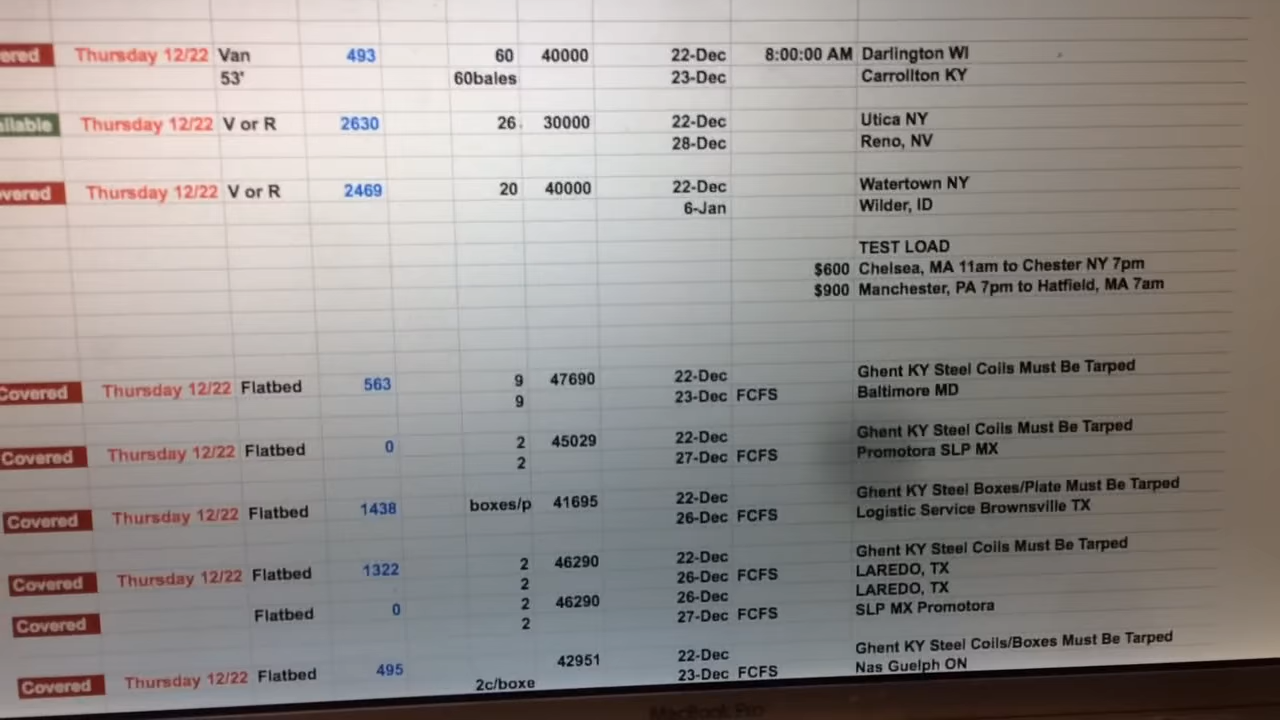 ered Thursday 12/22 Van 493 60 40000 22-Dec 8:00:00 AM Darlington WI
53' 60bales 23-Dec Carrollton KY
ilable Thursday 12/22 V or R 2630 26 30000 22-Dec Utica NY
28-Dec Reno, NV
vered Thursday 12/22 V or R 2469 20 40000 22-Dec Watertown NY
6-Jan Wilder, ID
TEST LOAD
$600 Chelsea, MA 11am to Chester NY 7pm
$900 Manchester, PA 7pm to Hatfield, MA 7am
Covered Thursday 12/22 Flatbed 563 9 47690 22-Dec Ghent KY Steel Coils Must Be Tarped
9 23-Dec FCFS Baltimore MD
Covered Thursday 12/22 Flatbed 0 2 45029 22-Dec Ghent KY Steel Coils Must Be Tarped
2 27-Dec FCFS Promotora SLP MX
Covered Thursday 12/22 Flatbed 1438 boxes/p 41695 22-Dec Ghent KY Steel Boxes/Plate Must Be Tarped
26-Dec FCFS Logistic Service Brownsville TX
Covered Thursday 12/22 Flatbed 1322 2 46290 22-Dec Ghent KY Steel Coils Must Be Tarped
2 26-Dec FCFS LAREDO, TX
Covered Flatbed 0 2 46290 26-Dec LAREDO, TX
2 27-Dec FCFS SLP MX Promotora
Covered Thursday 12/22 Flatbed 495 42951 22-Dec Ghent KY Steel Coils/Boxes Must Be Tarped
2c/boxe 23-Dec FCFS Nas Guelph ON
MacBook Pro